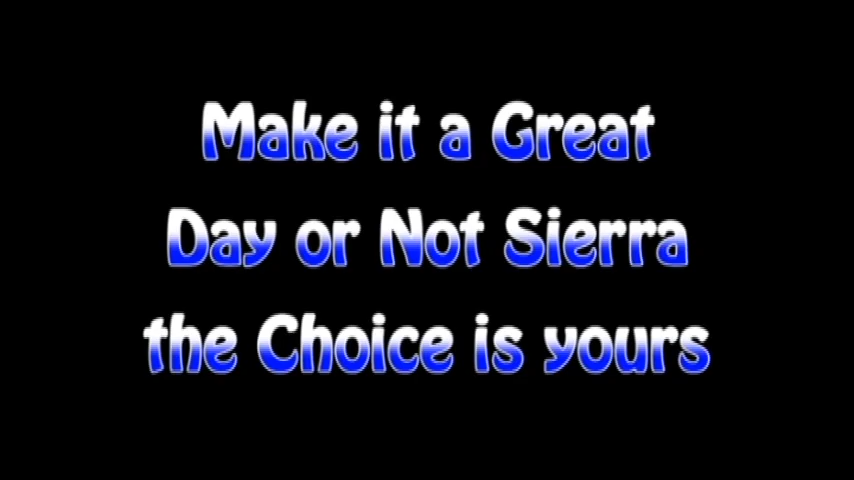 Make it a Great
Day or Not Sierra
the Choice is yours